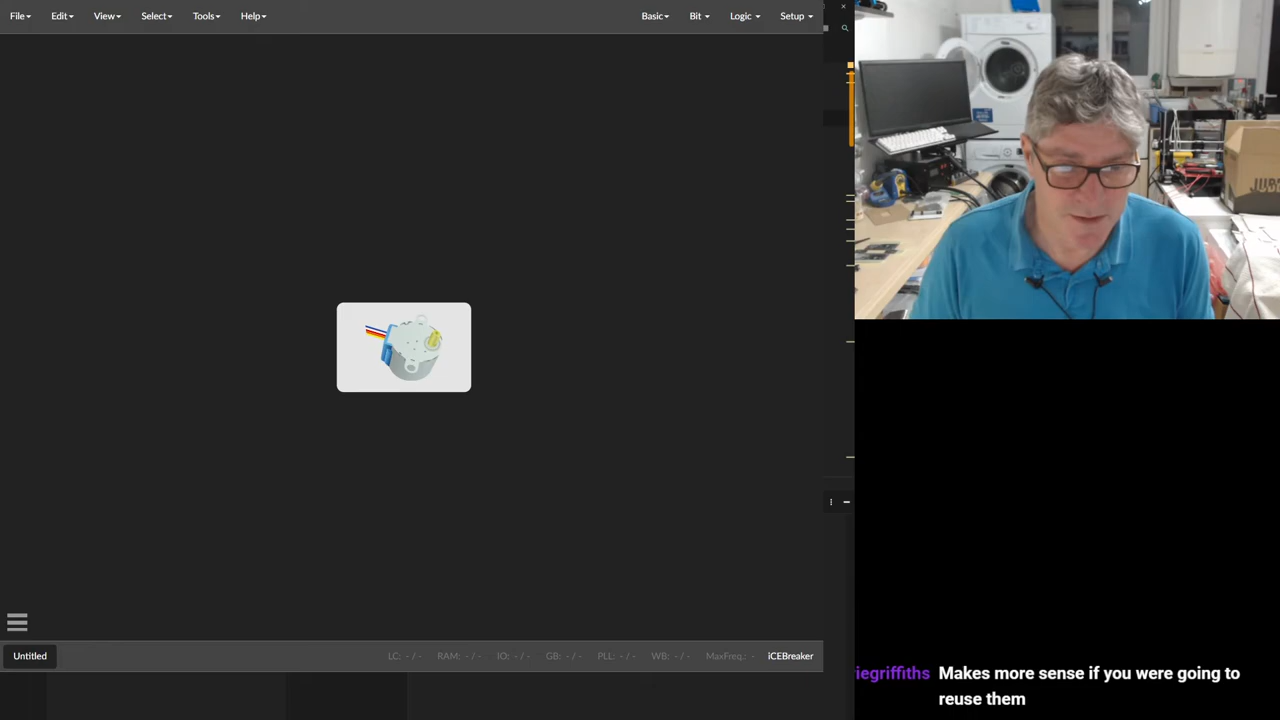 File Edit View Select Tools Help Basic Bit Logic Setup
Untitled LC: - / - RAM: - / - IO: - / - GB: - / - PLL: - / - WB: - / - MaxFreq.: - iCEBreaker
iegriffiths Makes more sense if you were going to
reuse them